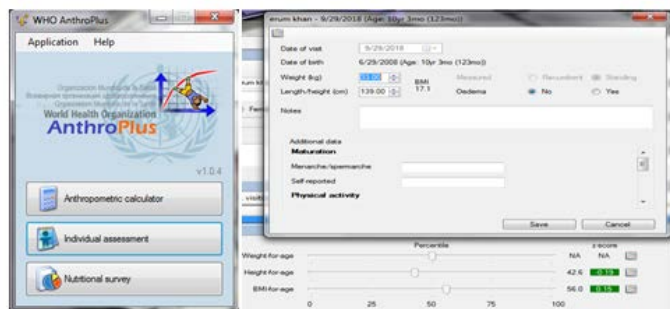 WHO AnthroPlus
Application Help
World Health Organization
AnthroPlus
v1.0.4
Anthropometric calculator
Individual assessment
Nutritional survey
erum khan - 9/29/2018 (Age: 10yr 3mo (123mo))
Date of visit 9/29/2018
Date of birth 6/29/2008 (Age: 10yr 3mo (123mo))
Weight (kg) 33.00 BMI Measured Recumbent Standing
Length/height (cm) 139.00 17.1 Oedema No Yes
Notes
Additional data
Maturation
Menarche/spermarche
Self-reported
Physical activity
Save Cancel
Percentile z-score
Weight-for-age NA NA
Height-for-age 42.6
BMI-for-age 56.0 0.15
0 25 50 75 100